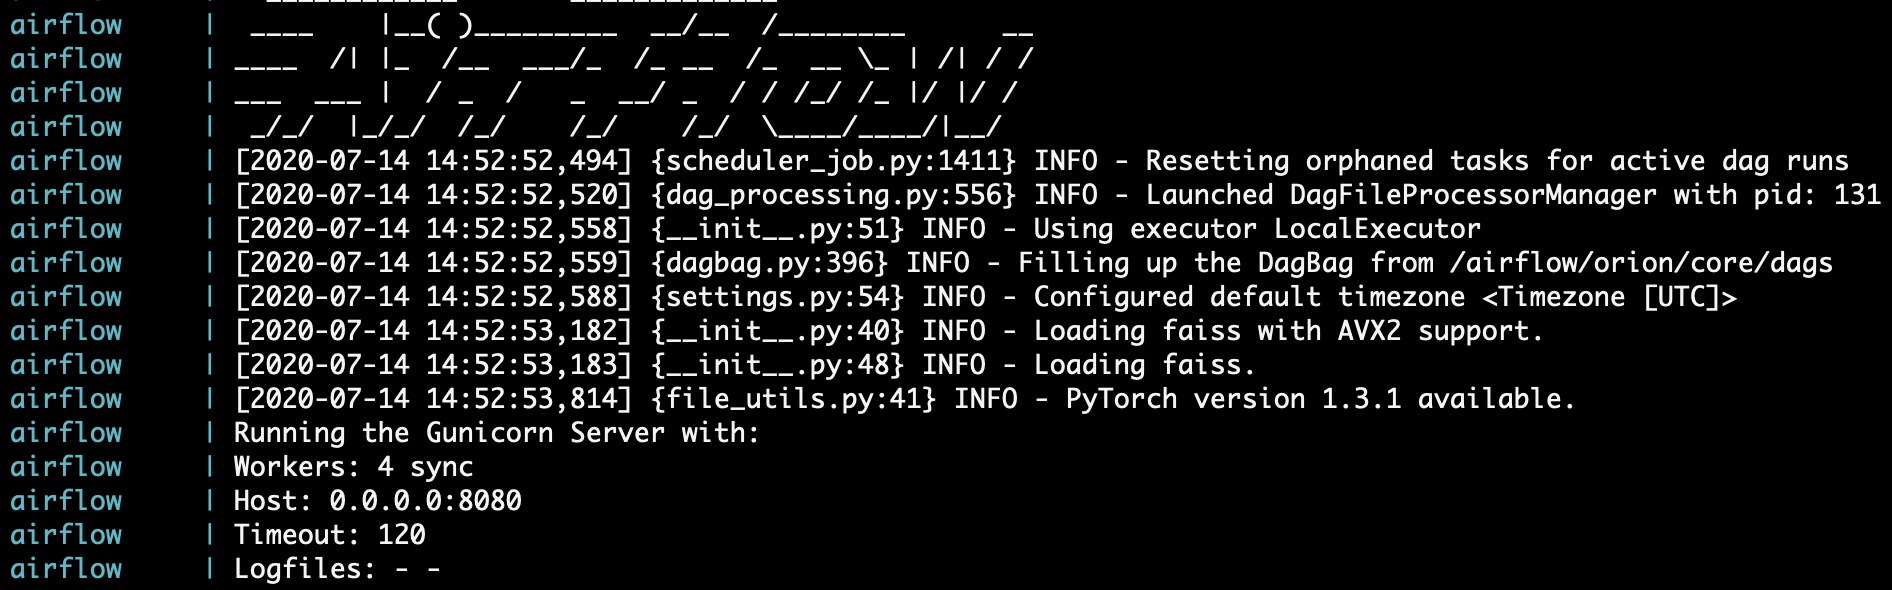 airflow     |  ____    |__( )_________  __/__  /________      __
airflow     | ____  /| |_  /__  ___/_  /_ __  /_  __ \_ | /| / /
airflow     | ___  ___ |  / _  /   _  __/ _  / / /_/ /_ |/ |/ /
airflow     |  _/_/  |_/_/  /_/    /_/    /_/  \____/____/|__/
airflow     | [2020-07-14 14:52:52,494] {scheduler_job.py:1411} INFO - Resetting orphaned tasks for active dag runs
airflow     | [2020-07-14 14:52:52,520] {dag_processing.py:556} INFO - Launched DagFileProcessorManager with pid: 131
airflow     | [2020-07-14 14:52:52,558] {__init__.py:51} INFO - Using executor LocalExecutor
airflow     | [2020-07-14 14:52:52,559] {dagbag.py:396} INFO - Filling up the DagBag from /airflow/orion/core/dags
airflow     | [2020-07-14 14:52:52,588] {settings.py:54} INFO - Configured default timezone <Timezone [UTC]>
airflow     | [2020-07-14 14:52:53,182] {__init__.py:40} INFO - Loading faiss with AVX2 support.
airflow     | [2020-07-14 14:52:53,183] {__init__.py:48} INFO - Loading faiss.
airflow     | [2020-07-14 14:52:53,814] {file_utils.py:41} INFO - PyTorch version 1.3.1 available.
airflow     | Running the Gunicorn Server with:
airflow     | Workers: 4 sync
airflow     | Host: 0.0.0.0:8080
airflow     | Timeout: 120
airflow     | Logfiles: - -